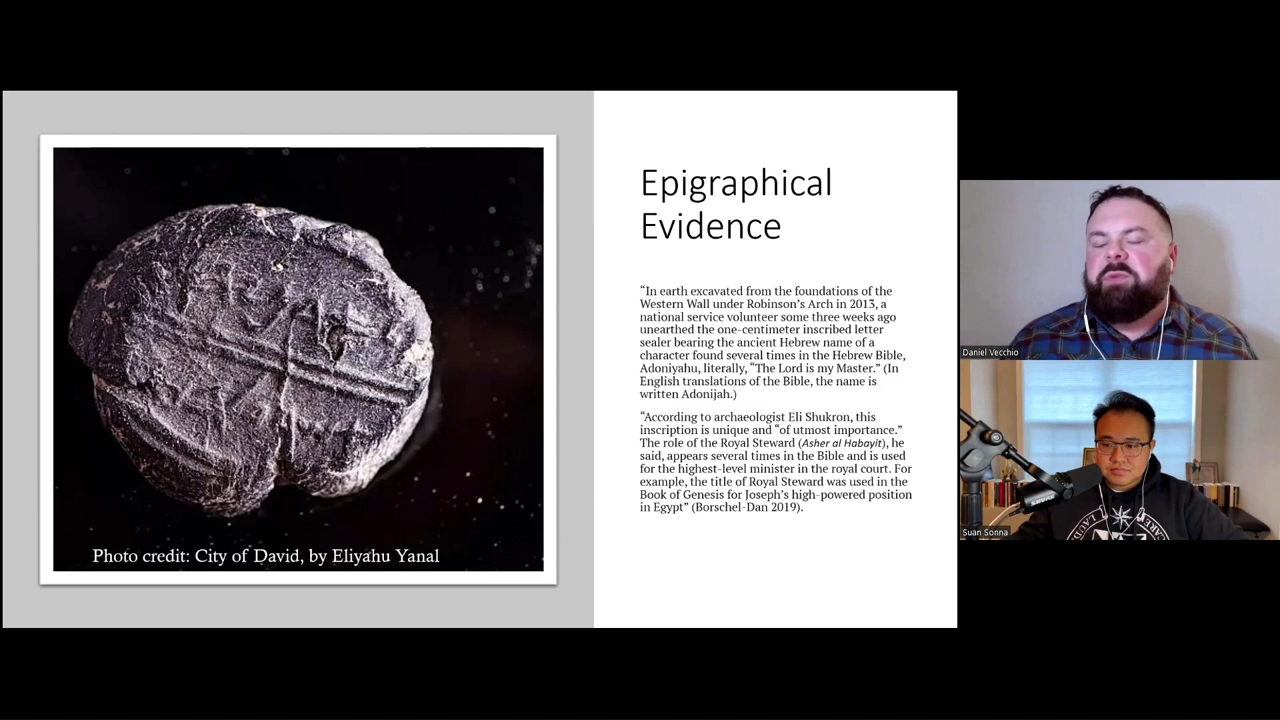 Epigraphical
Evidence
“In earth excavated from the foundations of the
Western Wall under Robinson’s Arch in 2013, a
national service volunteer some three weeks ago
unearthed the one-centimeter inscribed letter
sealer bearing the ancient Hebrew name of a
character found several times in the Hebrew Bible,
Adoniyahu, literally, “The Lord is my Master.” (In
English translations of the Bible, the name is
written Adonijah.)
“According to archaeologist Eli Shukron, this
inscription is unique and “of utmost importance.”
The role of the Royal Steward (Asher al Habayit), he
said, appears several times in the Bible and is used
for the highest-level minister in the royal court. For
example, the title of Royal Steward was used in the
Book of Genesis for Joseph’s high-powered position
in Egypt” (Borschel-Dan 2019).
Photo credit: City of David, by Eliyahu Yanal
Daniel Vecchio
Suan Sonna
SHURE